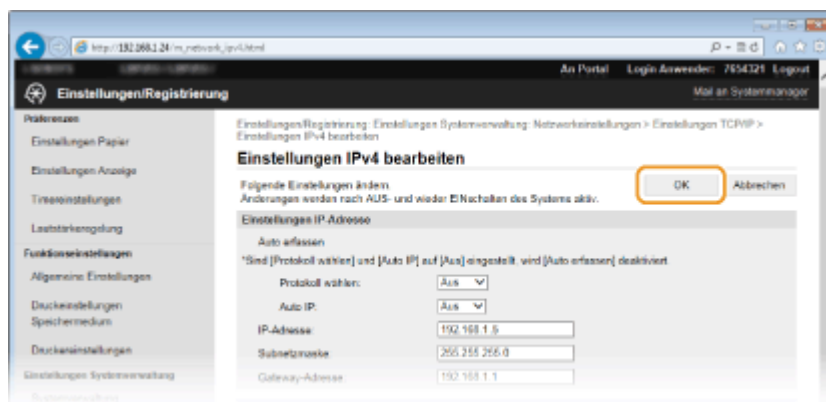 http://192.168.1.24/m_network_ipv4.html
An Portal Login Anwender: 7654321 Logout
Einstellungen/Registrierung
Mail an Systemmanager
Präferenzen
Einstellungen Papier
Einstellungen Anzeige
Timereinstellungen
Lautstärkeregelung
Funktionseinstellungen
Allgemeine Einstellungen
Druckeinstellungen
Speichermedium
Druckereinstellungen
Einstellungen Systemverwaltung
Einstellungen/Registrierung: Einstellungen Systemverwaltung: Netzwerkeinstellungen > Einstellungen TCP/IP >
Einstellungen IPv4 bearbeiten
Einstellungen IPv4 bearbeiten
Folgende Einstellungen ändern.
Änderungen werden nach AUS- und wieder EINschalten des Systems aktiv.
OK Abbrechen
Einstellungen IP-Adresse
Auto erfassen
*Sind [Protokoll wählen] und [Auto IP] auf [Aus] eingestellt, wird [Auto erfassen] deaktiviert
Protokoll wählen: Aus
Auto IP: Aus
IP-Adresse: 192.168.1.5
Subnetzmaske: 255.255.255.0
Gateway-Adresse: 192.168.1.1